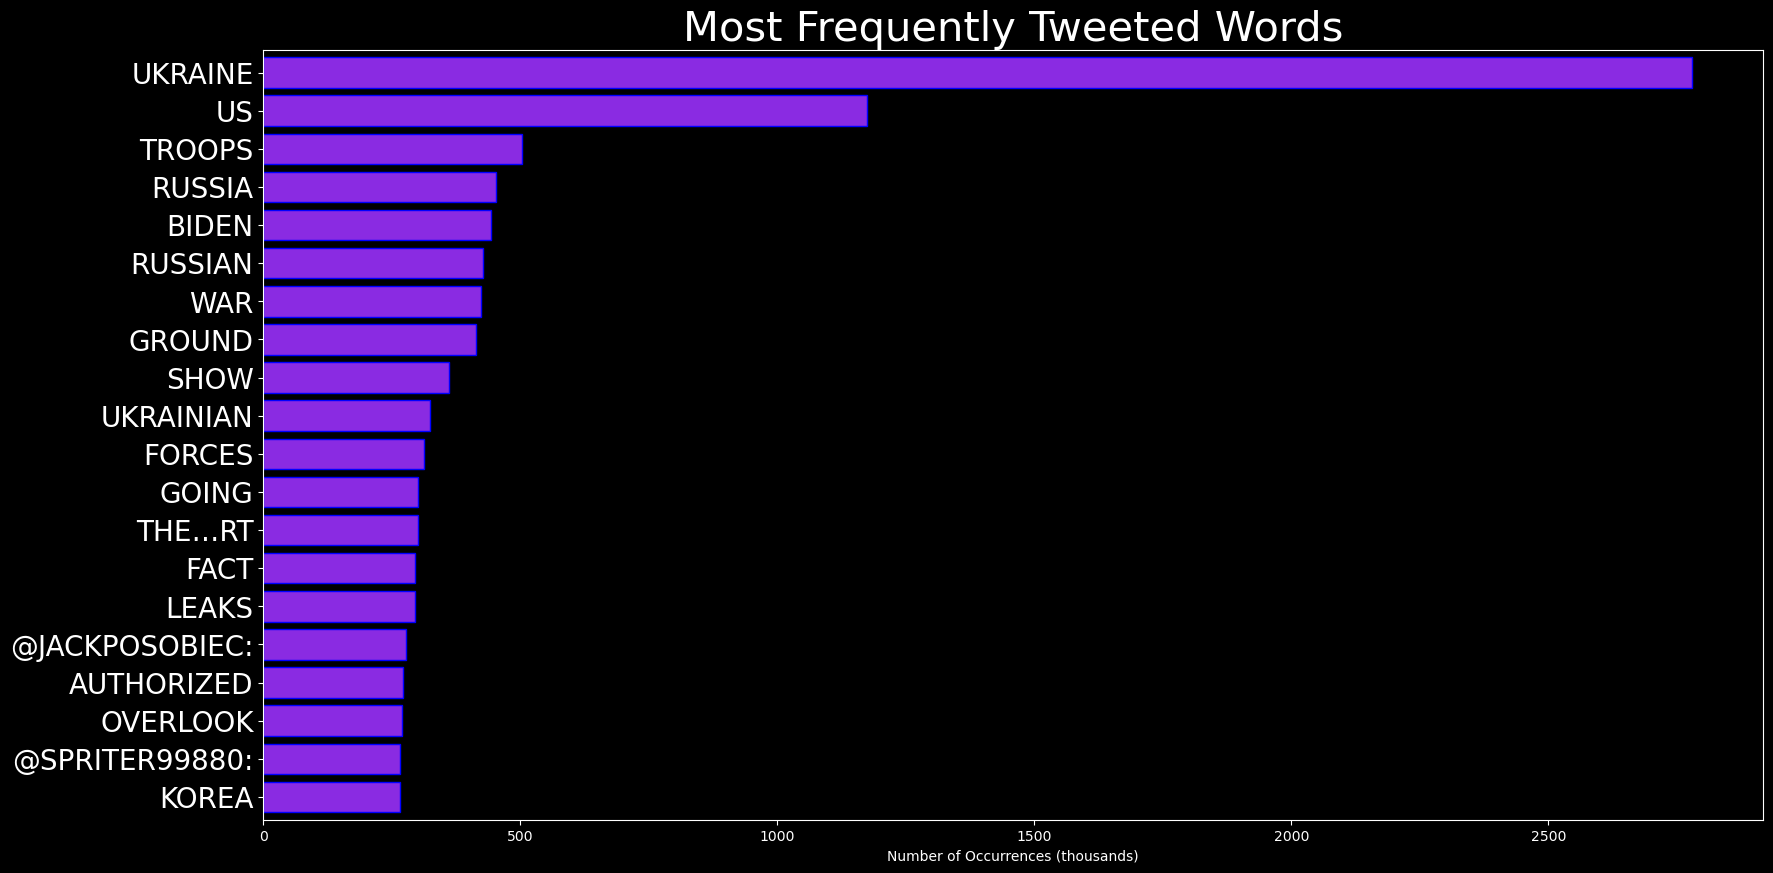 Most Frequently Tweeted Words
UKRAINE
US
TROOPS
RUSSIA
BIDEN
RUSSIAN
WAR
GROUND
SHOW
UKRAINIAN
FORCES
GOING
THE…RT
FACT
LEAKS
@JACKPOSOBIEC:
AUTHORIZED
OVERLOOK
@SPRITER99880:
KOREA
0 500 1000 1500 2000 2500
Number of Occurrences (thousands)